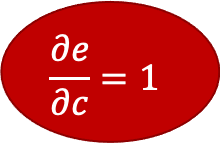 ∂e/∂c = 1